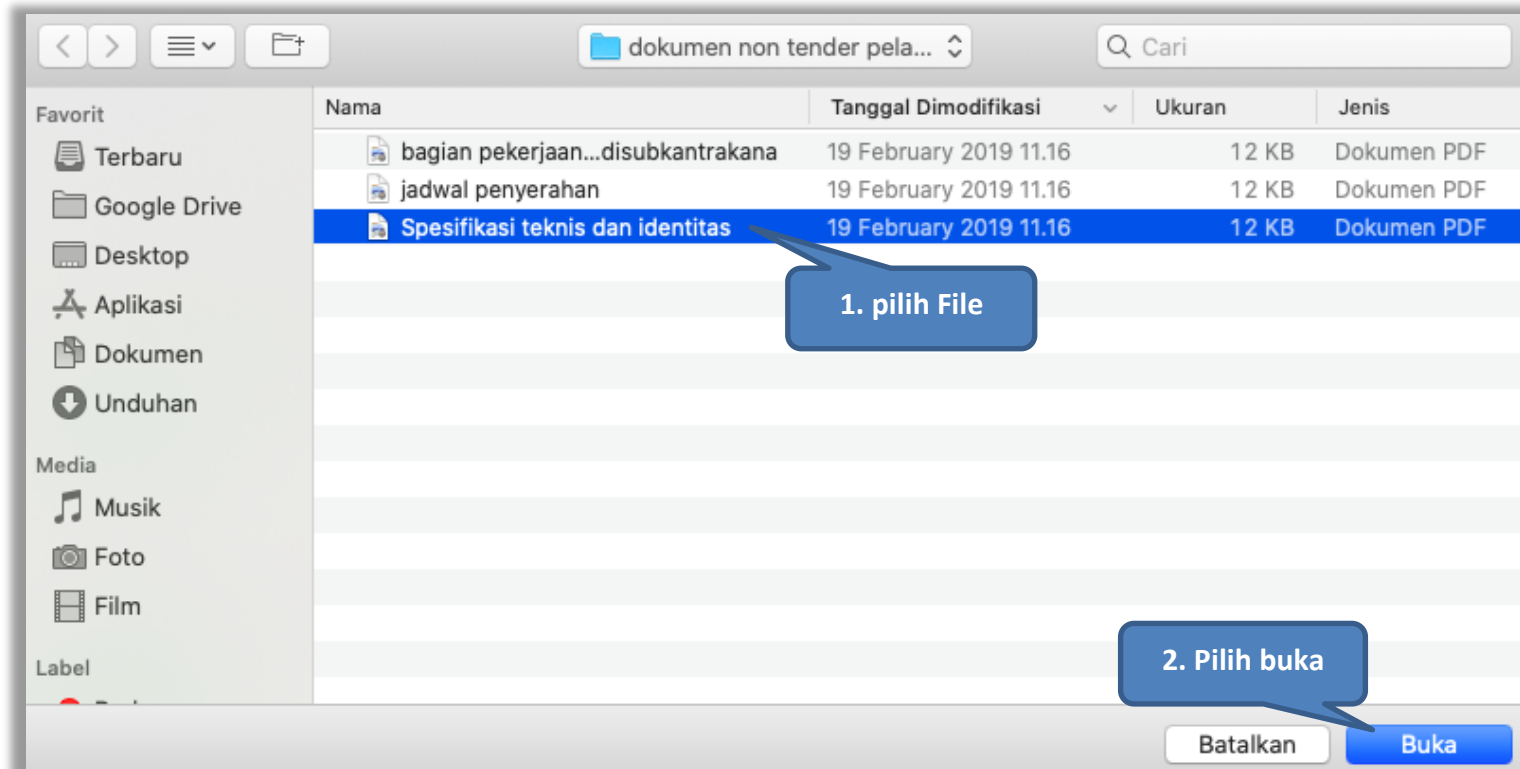 dokumen non tender pela...
Cari
Favorit
Terbaru
Google Drive
Desktop
Aplikasi
Dokumen
Unduhan
Media
Musik
Foto
Film
Label
Nama Tanggal Dimodifikasi Ukuran Jenis
bagian pekerjaan...disubkantrakana 19 February 2019 11.16 12 KB Dokumen PDF
jadwal penyerahan 19 February 2019 11.16 12 KB Dokumen PDF
Spesifikasi teknis dan identitas 19 February 2019 11.16 12 KB Dokumen PDF
1. pilih File
2. Pilih buka
Batalkan Buka